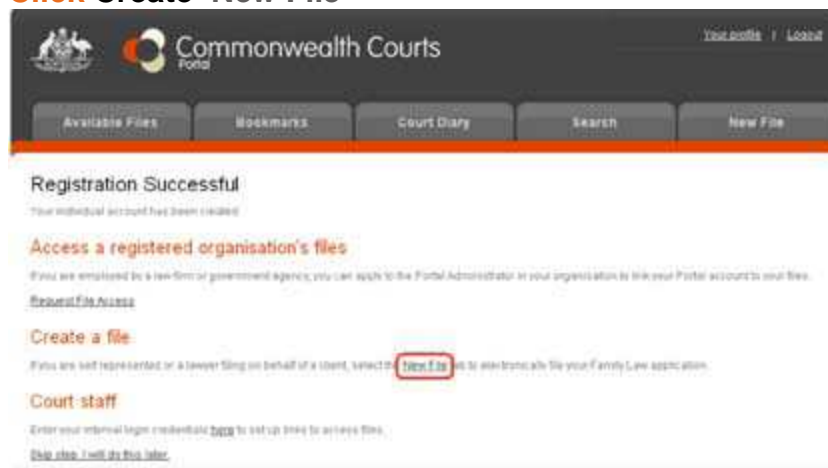 Click Create 'New File'
Commonwealth Courts
Portal
Your profile | Logout
Available Files
Bookmarks
Court Diary
Search
New File
Registration Successful
Your individual account has been created
Access a registered organisation's files
If you are employed by a law firm or government agency, you can apply to the Portal Administrator in your organisation to link your Portal account to your files.
Request File Access
Create a file
If you are self represented or a lawyer filing on behalf of a client, select the New File tab to electronically file your Family Law application.
Court staff
Enter your internal login credentials here to set up links to access files.
Skip step, I will do this later.